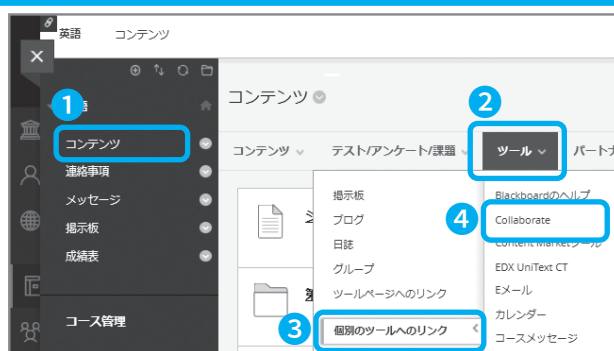 英語 コンテンツ
1
コンテンツ
連絡事項
メッセージ
掲示板
成績表
コース管理
コンテンツ
2
コンテンツ テスト/アンケート/課題 ツール パートナ
掲示板
ブログ
日誌
グループ
ツールページへのリンク
3 個別のツールへのリンク
Blackboardのヘルプ
4 Collaborate
Content Marketツール
EDX UniText CT
Eメール
カレンダー
コースメッセージ